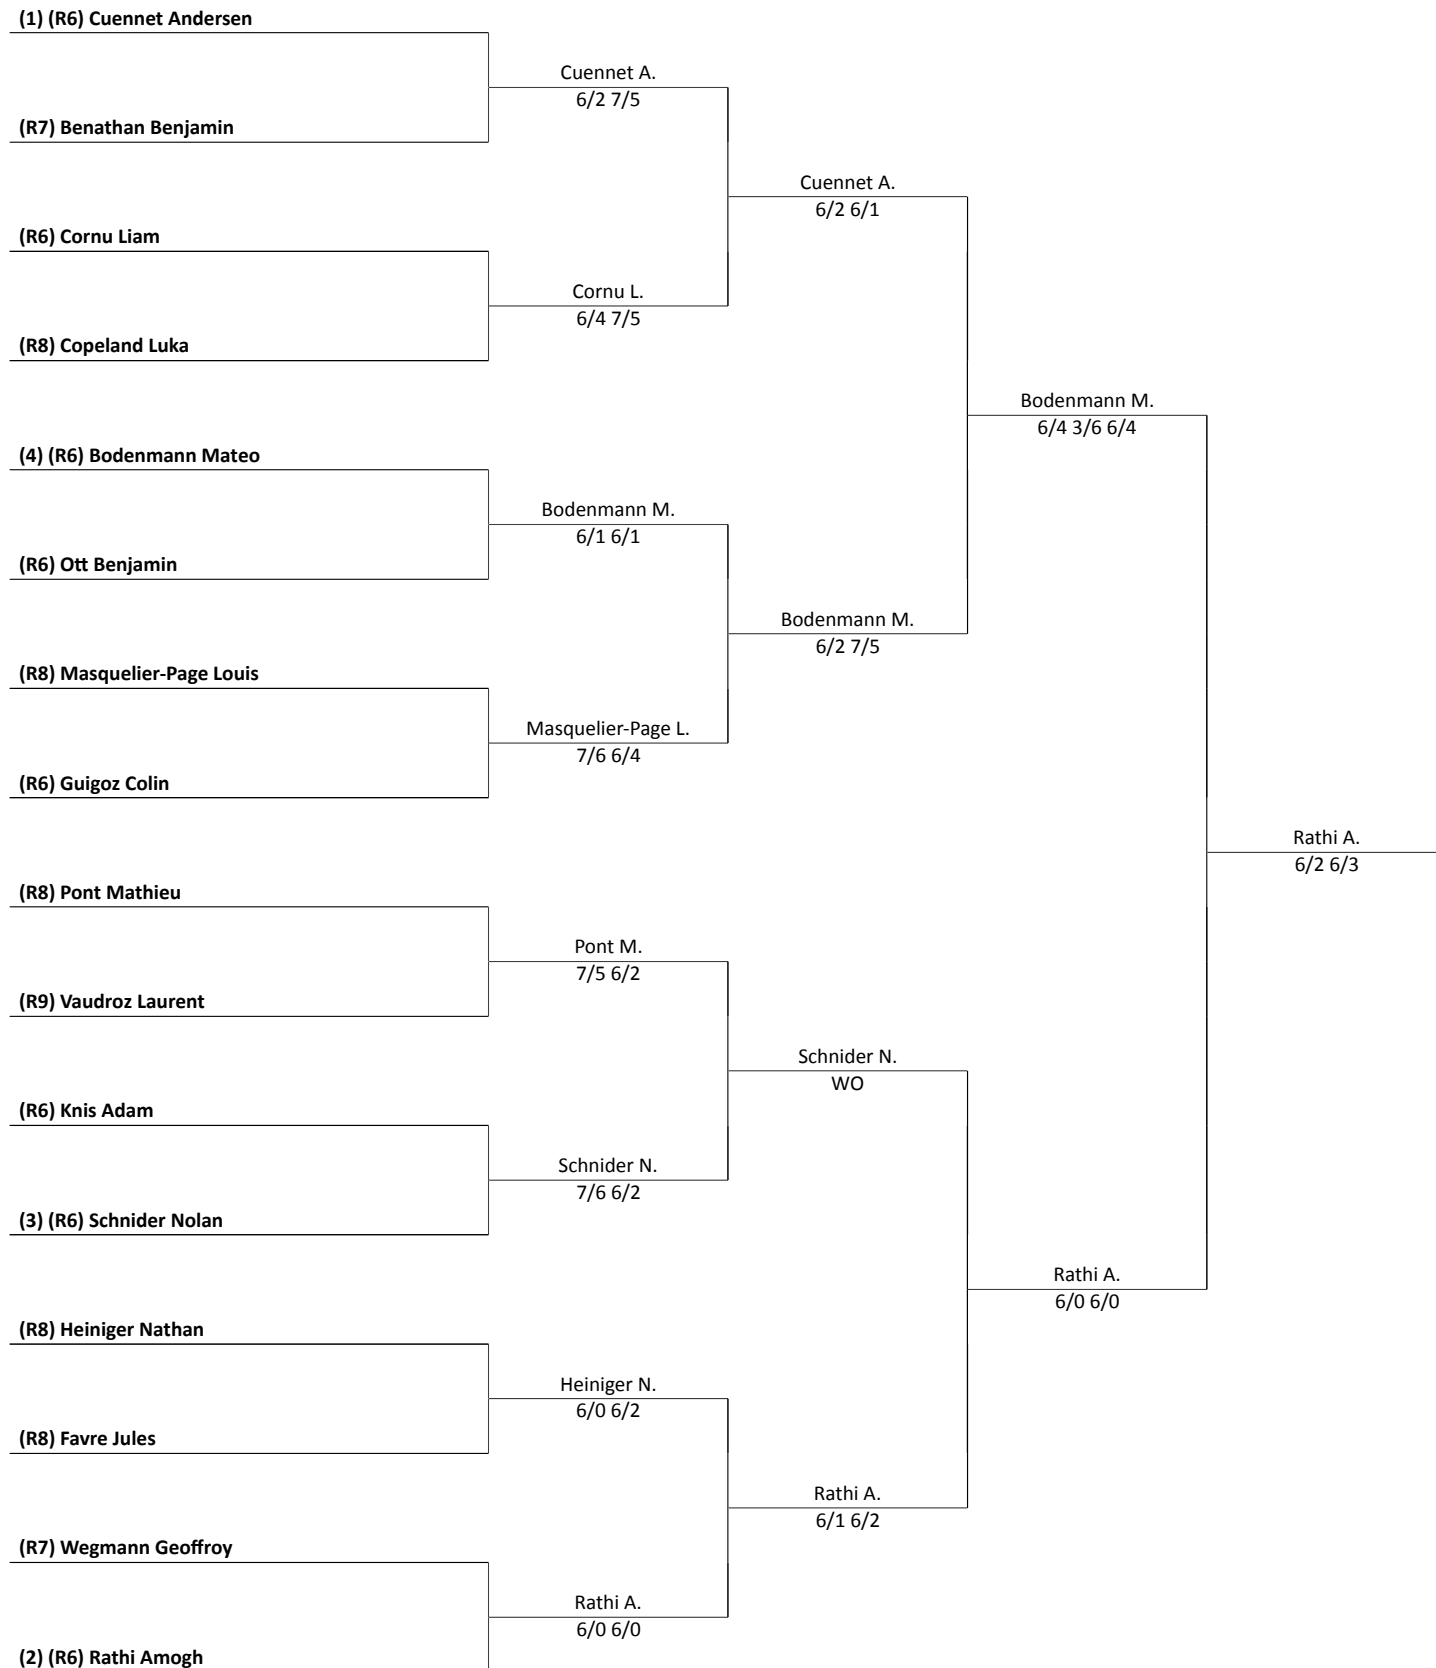 (1) (R6) Cuennet Andersen
Cuennet A.
6/2 7/5
(R7) Benathan Benjamin
Cuennet A.
6/2 6/1
(R6) Cornu Liam
Cornu L.
6/4 7/5
(R8) Copeland Luka
Bodenmann M.
6/4 3/6 6/4
(4) (R6) Bodenmann Mateo
Bodenmann M.
6/1 6/1
(R6) Ott Benjamin
Bodenmann M.
6/2 7/5
(R8) Masquelier-Page Louis
Masquelier-Page L.
7/6 6/4
(R6) Guigoz Colin
Rathi A.
6/2 6/3
(R8) Pont Mathieu
Pont M.
7/5 6/2
(R9) Vaudroz Laurent
Schnider N.
WO
(R6) Knis Adam
Schnider N.
7/6 6/2
(3) (R6) Schnider Nolan
Rathi A.
6/0 6/0
(R8) Heiniger Nathan
Heiniger N.
6/0 6/2
(R8) Favre Jules
Rathi A.
6/1 6/2
(R7) Wegmann Geoffroy
Rathi A.
6/0 6/0
(2) (R6) Rathi Amogh